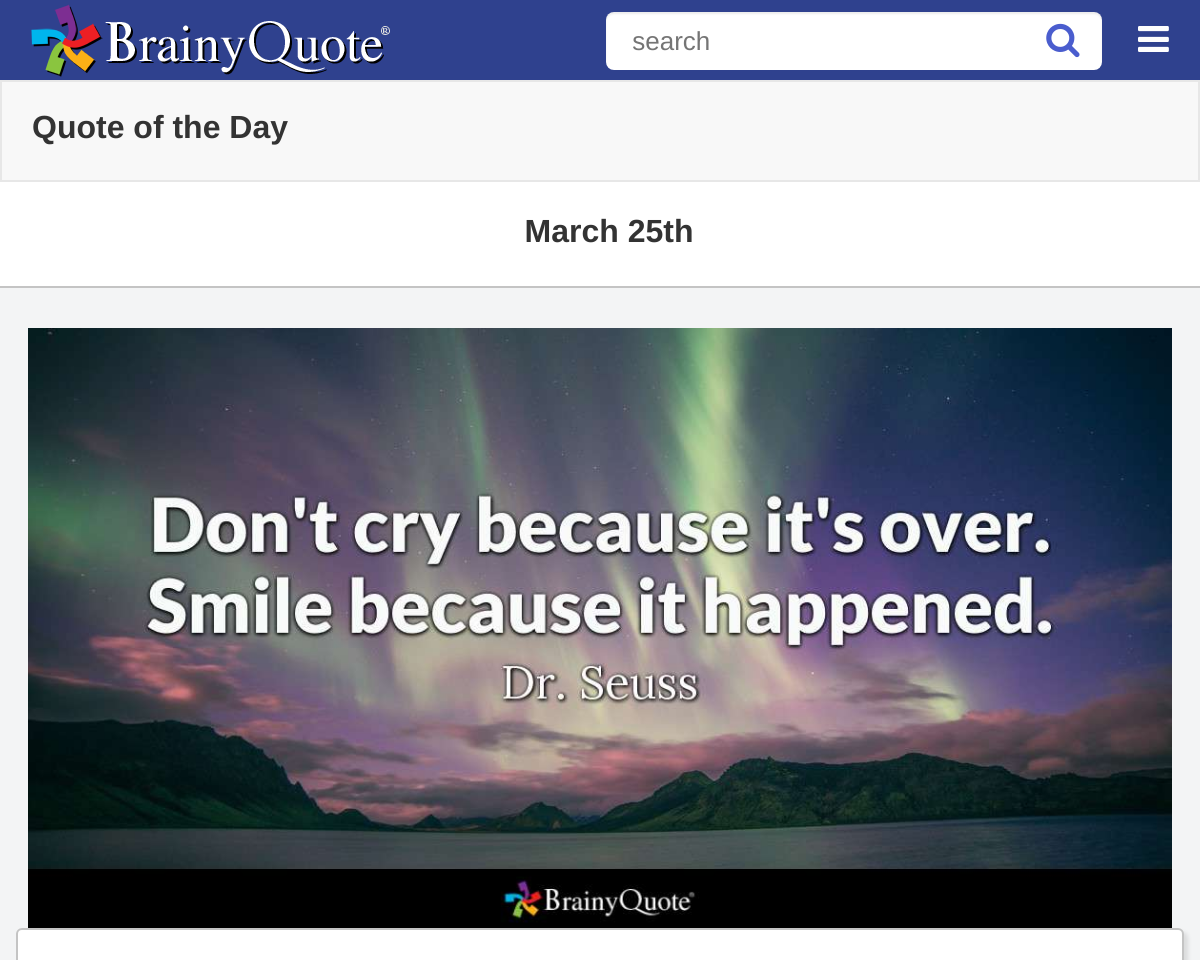 BrainyQuote®
search
Quote of the Day
March 25th
Don't cry because it's over.
Smile because it happened.
Dr. Seuss
BrainyQuote®